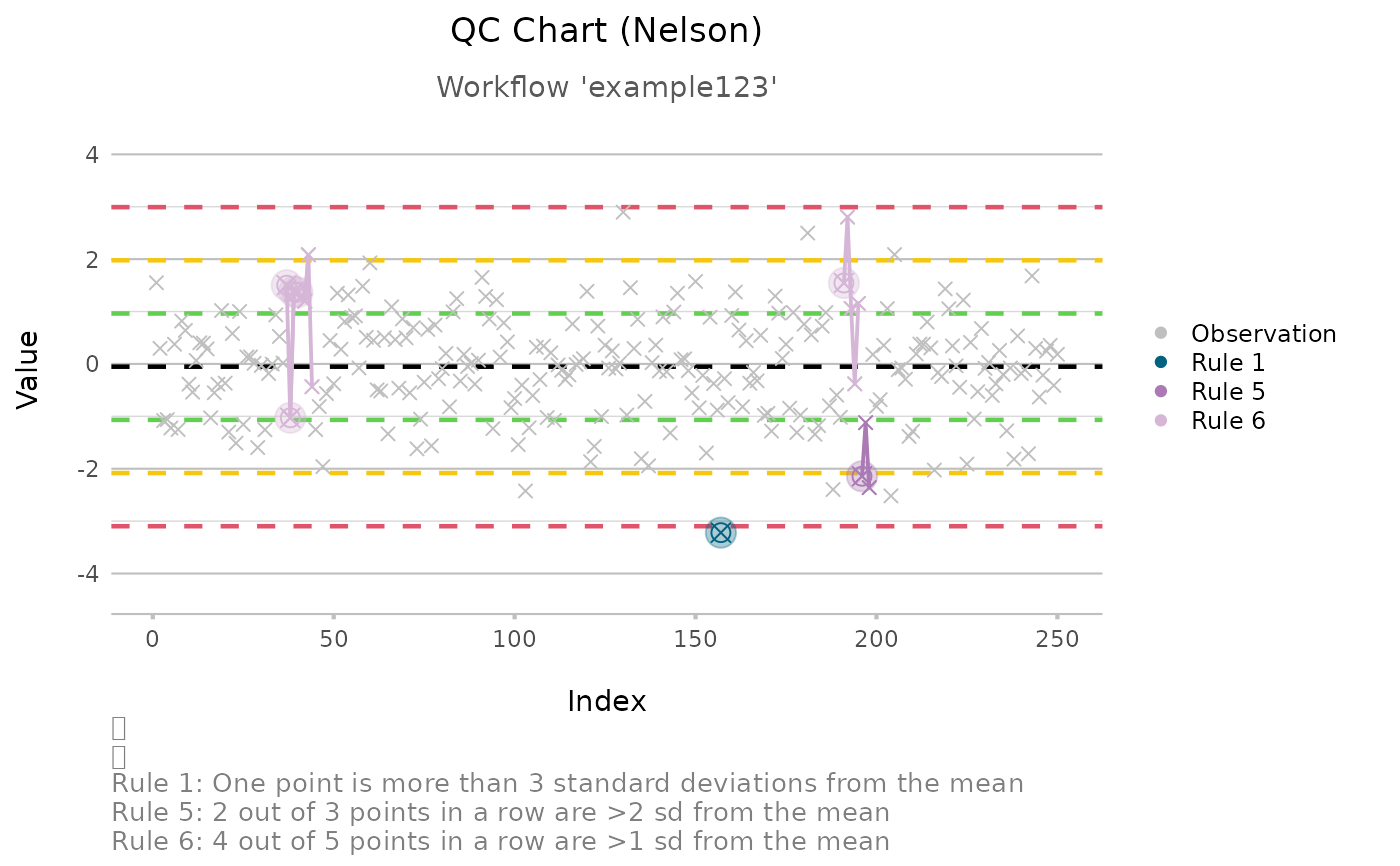 QC Chart (Nelson)
Workflow 'example123'
Value
4
2
0
-2
-4
0 50 100 150 200 250
Index
Observation
Rule 1
Rule 5
Rule 6
Rule 1: One point is more than 3 standard deviations from the mean
Rule 5: 2 out of 3 points in a row are >2 sd from the mean
Rule 6: 4 out of 5 points in a row are >1 sd from the mean